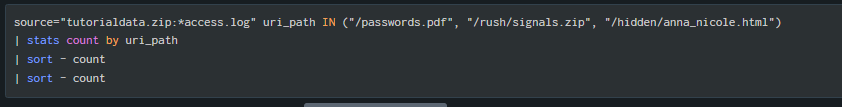 source="tutorialdata.zip:*access.log" uri_path IN ("/passwords.pdf", "/rush/signals.zip", "/hidden/anna_nicole.html")
| stats count by uri_path
| sort - count
| sort - count